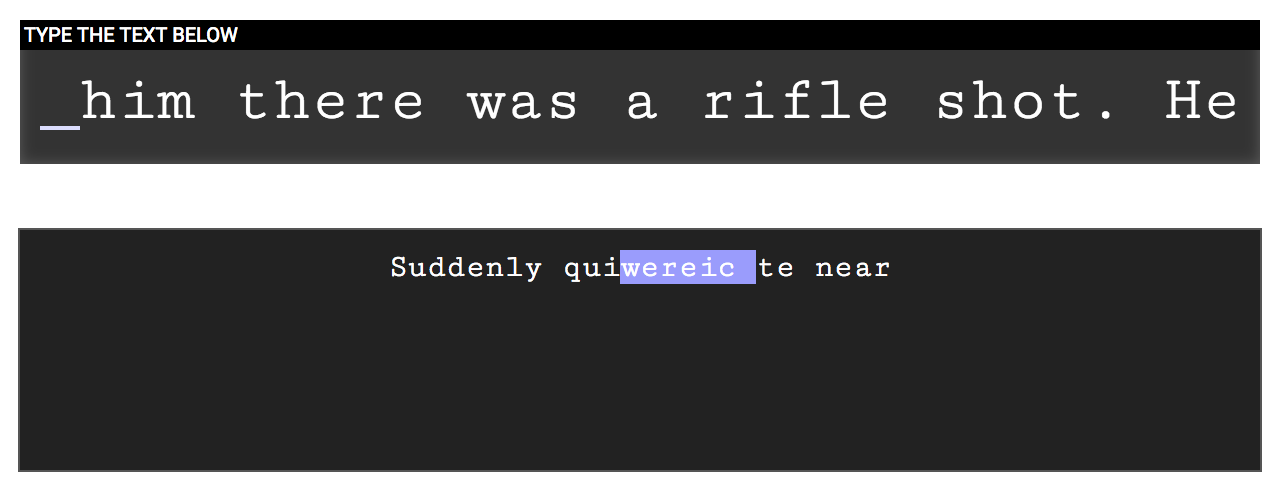 TYPE THE TEXT BELOW
_him there was a rifle shot. He
Suddenly quiwereic te near